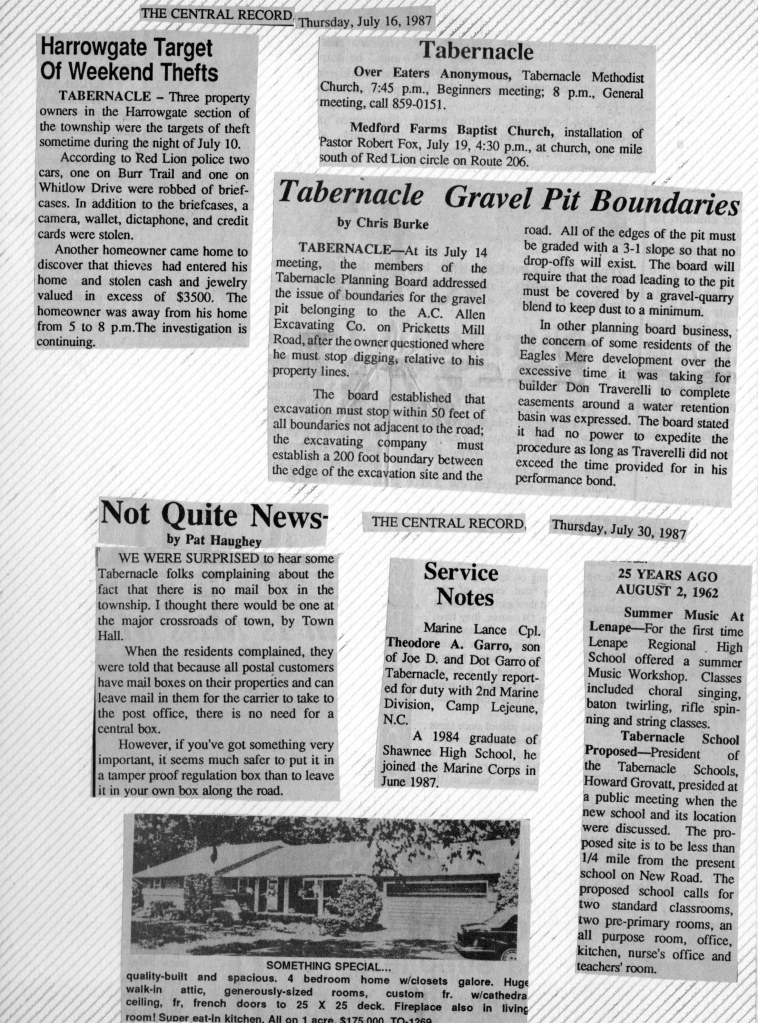 THE CENTRAL RECORD, Thursday, July 16, 1987
Harrowgate Target
Of Weekend Thefts
TABERNACLE – Three property
owners in the Harrowgate section of
the township were the targets of theft
sometime during the night of July 10.
According to Red Lion police two
cars, one on Burr Trail and one on
Whitlow Drive were robbed of brief-
cases. In addition to the briefcases, a
camera, wallet, dictaphone, and credit
cards were stolen.
Another homeowner came home to
discover that thieves had entered his
home and stolen cash and jewelry
valued in excess of $3500. The
homeowner was away from his home
from 5 to 8 p.m.The investigation is
continuing.
Tabernacle
Over Eaters Anonymous, Tabernacle Methodist
Church, 7:45 p.m., Beginners meeting; 8 p.m., General
meeting, call 859-0151.
Medford Farms Baptist Church, installation of
Pastor Robert Fox, July 19, 4:30 p.m., at church, one mile
south of Red Lion circle on Route 206.
Tabernacle Gravel Pit Boundaries
by Chris Burke
TABERNACLE—At its July 14
meeting, the members of the
Tabernacle Planning Board addressed
the issue of boundaries for the gravel
pit belonging to the A.C. Allen
Excavating Co. on Pricketts Mill
Road, after the owner questioned where
he must stop digging, relative to his
property lines.
The board established that
excavation must stop within 50 feet of
all boundaries not adjacent to the road;
the excavating company must
establish a 200 foot boundary between
the edge of the excavation site and the
road. All of the edges of the pit must
be graded with a 3-1 slope so that no
drop-offs will exist. The board will
require that the road leading to the pit
must be covered by a gravel-quarry
blend to keep dust to a minimum.
In other planning board business,
the concern of some residents of the
Eagles Mere development over the
excessive time it was taking for
builder Don Traverelli to complete
easements around a water retention
basin was expressed. The board stated
it had no power to expedite the
procedure as long as Traverelli did not
exceed the time provided for in his
performance bond.
Not Quite News-
by Pat Haughey
WE WERE SURPRISED to hear some
Tabernacle folks complaining about the
fact that there is no mail box in the
township. I thought there would be one at
the major crossroads of town, by Town
Hall.
When the residents complained, they
were told that because all postal customers
have mail boxes on their properties and can
leave mail in them for the carrier to take to
the post office, there is no need for a
central box.
However, if you've got something very
important, it seems much safer to put it in
a tamper proof regulation box than to leave
it in your own box along the road.
THE CENTRAL RECORD, Thursday, July 30, 1987
Service
Notes
Marine Lance Cpl.
Theodore A. Garro, son
of Joe D. and Dot Garro of
Tabernacle, recently report-
ed for duty with 2nd Marine
Division, Camp Lejeune,
N.C.
A 1984 graduate of
Shawnee High School, he
joined the Marine Corps in
June 1987.
25 YEARS AGO
AUGUST 2, 1962
Summer Music At
Lenape—For the first time
Lenape Regional High
School offered a summer
Music Workshop. Classes
included choral singing,
baton twirling, rifle spin-
ning and string classes.
Tabernacle School
Proposed—President of
the Tabernacle Schools,
Howard Grovatt, presided at
a public meeting when the
new school and its location
were discussed. The pro-
posed site is to be less than
1/4 mile from the present
school on New Road. The
proposed school calls for
two standard classrooms,
two pre-primary rooms, an
all purpose room, office,
kitchen, nurse's office and
teachers' room.
SOMETHING SPECIAL...
quality-built and spacious. 4 bedroom home w/closets galore. Huge
walk-in attic, generously-sized rooms, custom fr. w/cathedra
ceiling, fr, french doors to 25 X 25 deck. Fireplace also in living
room! Super eat-in kitchen. All on 1 acre. $175,000. TO-1269